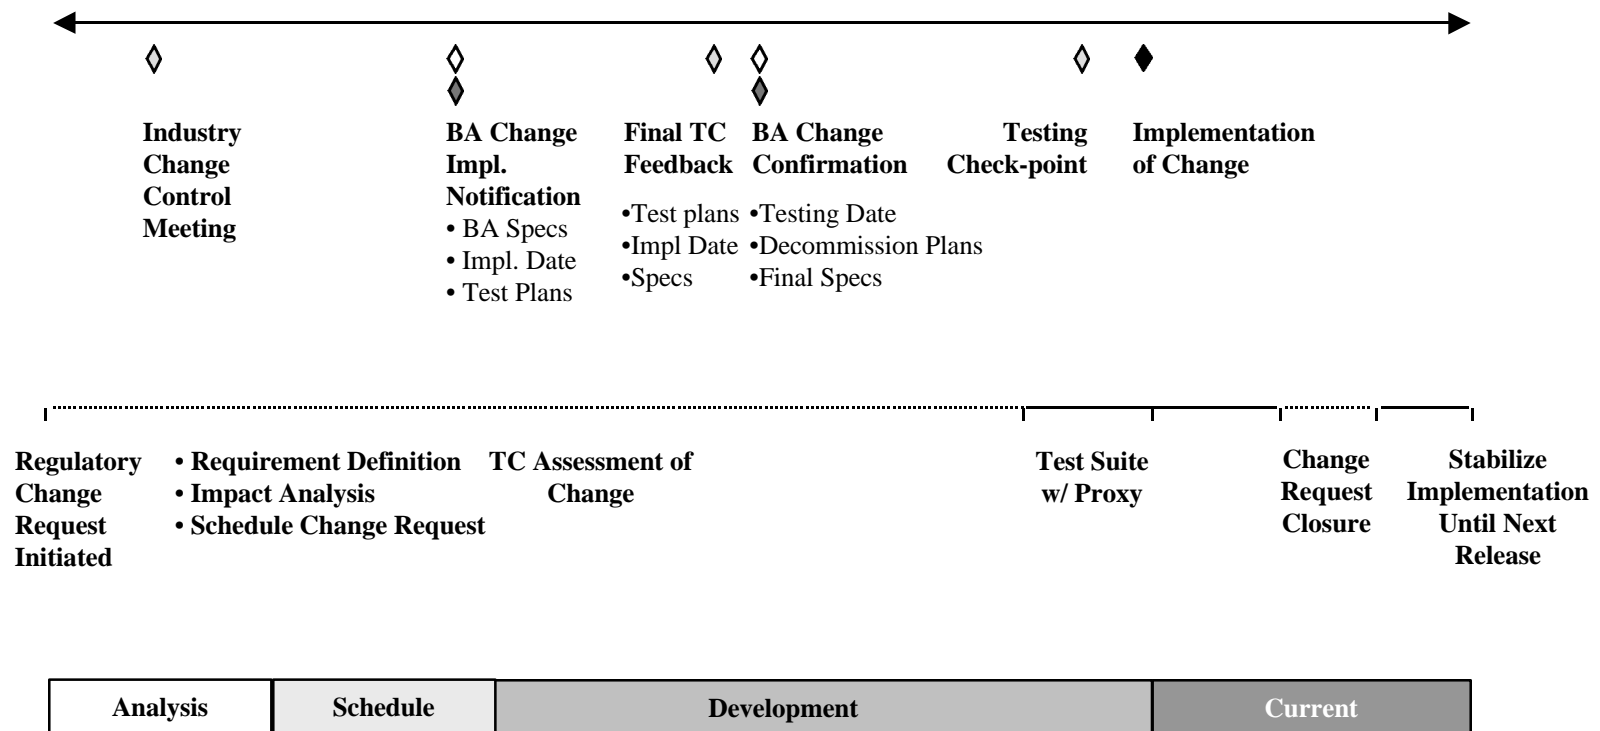 Industry
Change
Control
Meeting
BA Change
Impl.
Notification
• BA Specs
• Impl. Date
• Test Plans
Final TC
Feedback
•Test plans
•Impl Date
•Specs
BA Change
Confirmation
•Testing Date
•Decommission Plans
•Final Specs
Testing
Check-point
Implementation
of Change
Regulatory
Change
Request
Initiated
• Requirement Definition
• Impact Analysis
• Schedule Change Request
TC Assessment of
Change
Test Suite
w/ Proxy
Change
Request
Closure
Stabilize
Implementation
Until Next
Release
Analysis
Schedule
Development
Current